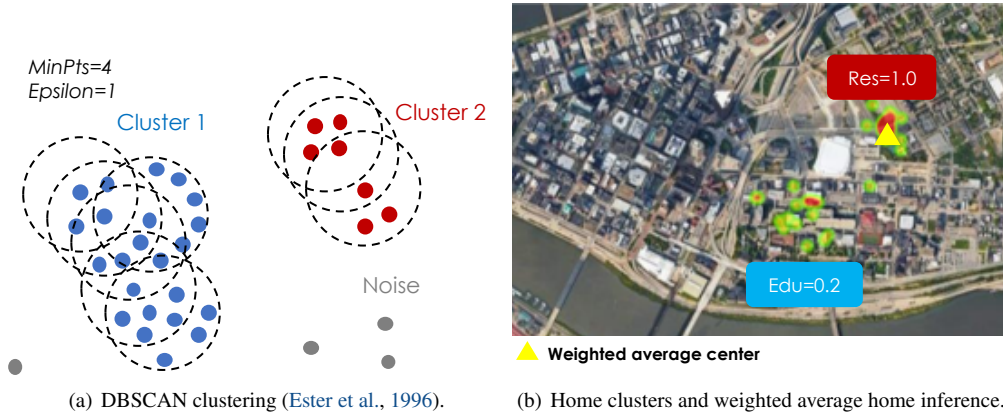 MinPts=4
Epsilon=1
Cluster 1
Cluster 2
Noise
(a) DBSCAN clustering (Ester et al., 1996).
Res=1.0
Edu=0.2
Weighted average center
(b) Home clusters and weighted average home inference.